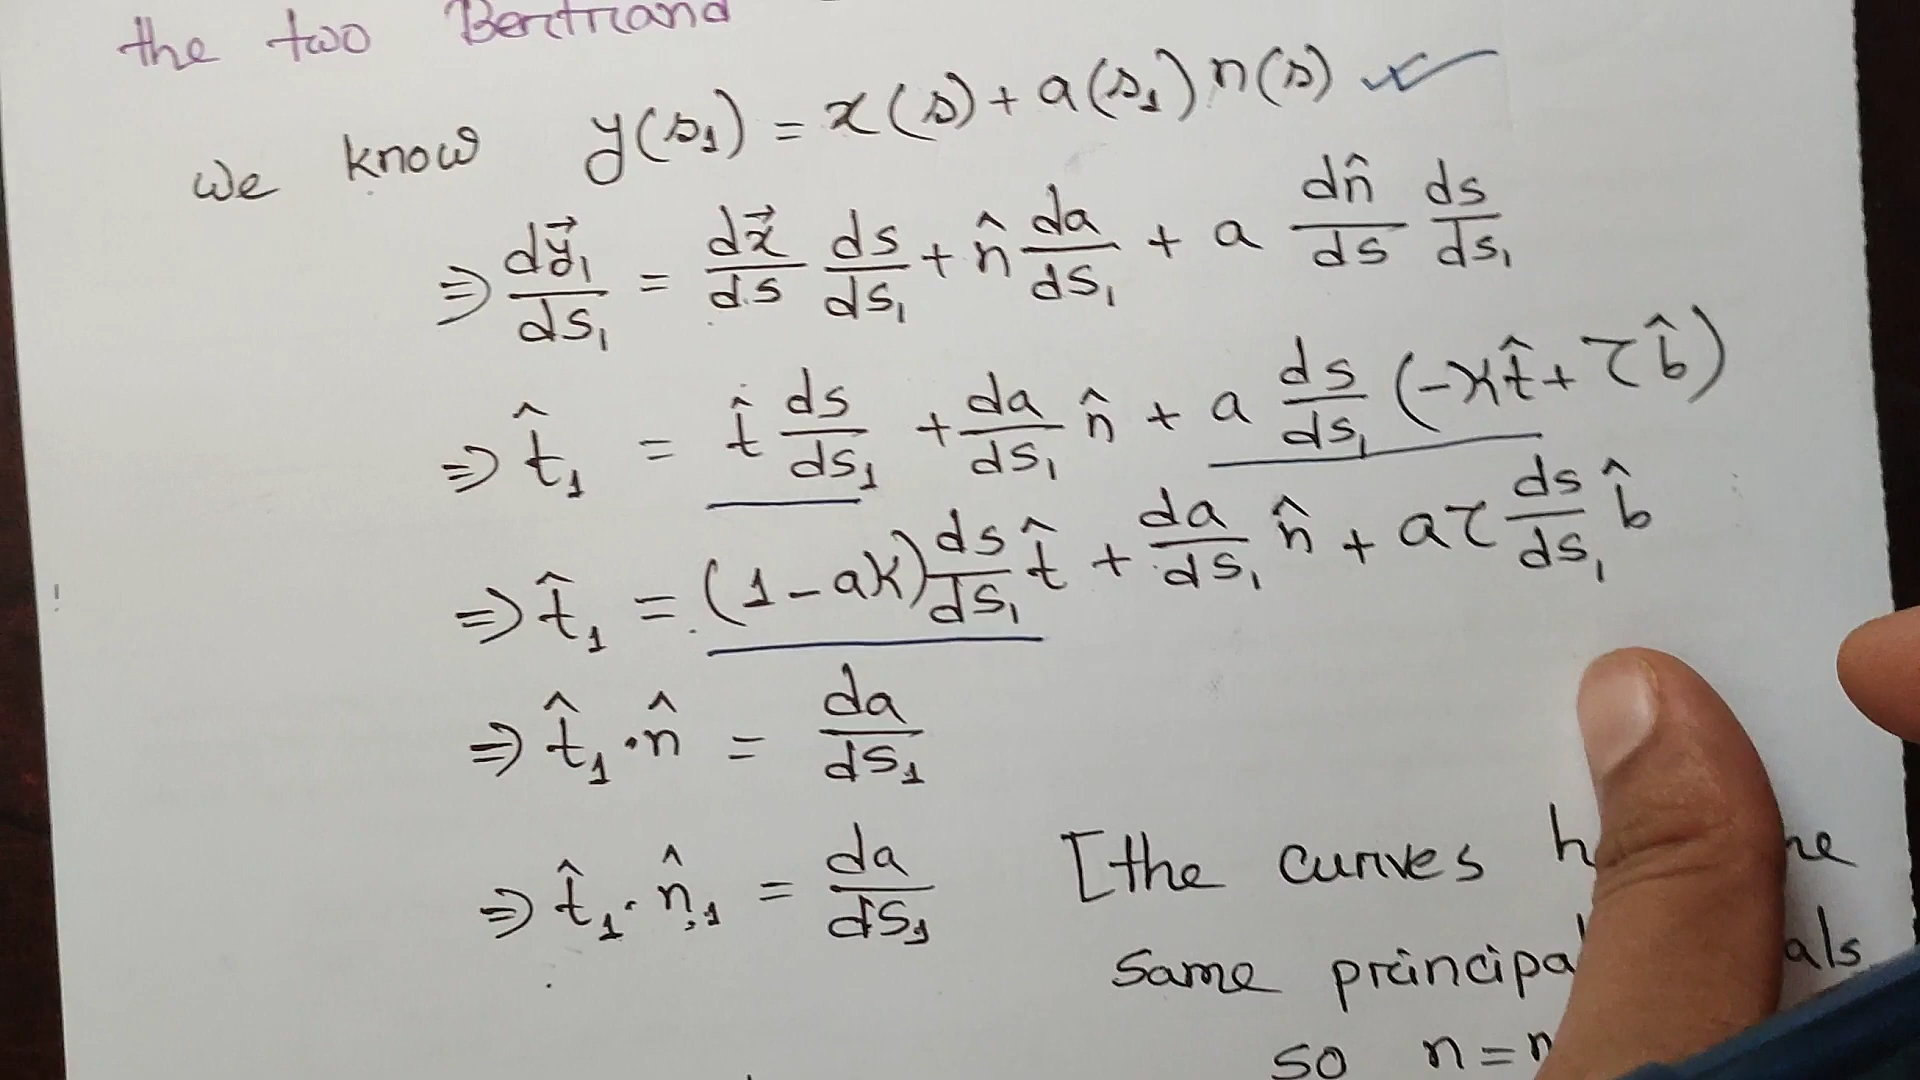 the two Bertrand
we know y(s₁) = x(s) + a(s₁) n(s) ✓
⇒ dy⃗₁/ds₁ = dx⃗/ds ds/ds₁ + n̂ da/ds₁ + a dn̂/ds ds/ds₁
⇒ t̂₁ = t̂ ds/ds₁ + da/ds₁ n̂ + a ds/ds₁ (-κt̂ + τb̂)
⇒ t̂₁ = (1-aκ) ds/ds₁ t̂ + da/ds₁ n̂ + aτ ds/ds₁ b̂
⇒ t̂₁·n̂ = da/ds₁
⇒ t̂₁·n̂₁ = da/ds₁ [the curves
same
so n=